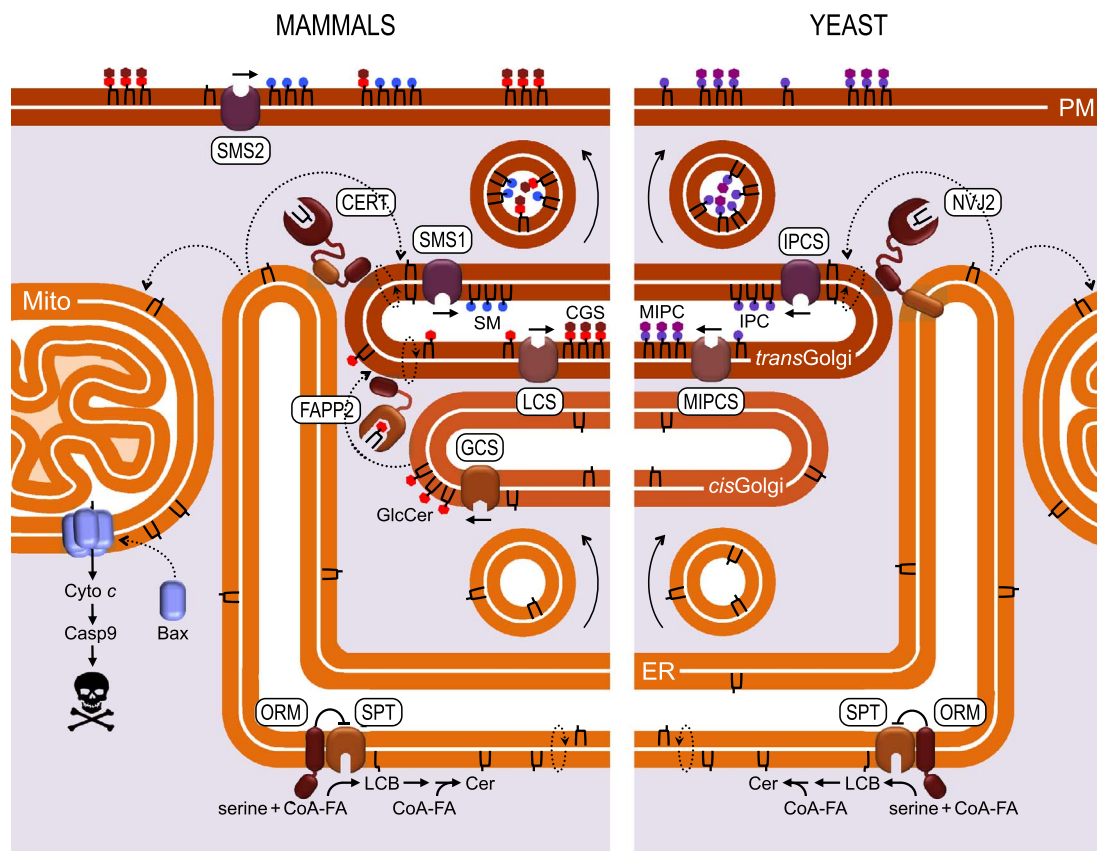 MAMMALS
YEAST
PM
SMS2
CERT
NVJ2
SMS1
IPCS
Mito
SM
CGS
MIPC
IPC
transGolgi
FAPP2
LCS
MIPCS
GCS
cisGolgi
GlcCer
Cyto c
Casp9
Bax
ER
ORM
SPT
SPT
ORM
LCB
Cer
Cer
LCB
serine + CoA-FA
CoA-FA
CoA-FA
serine + CoA-FA